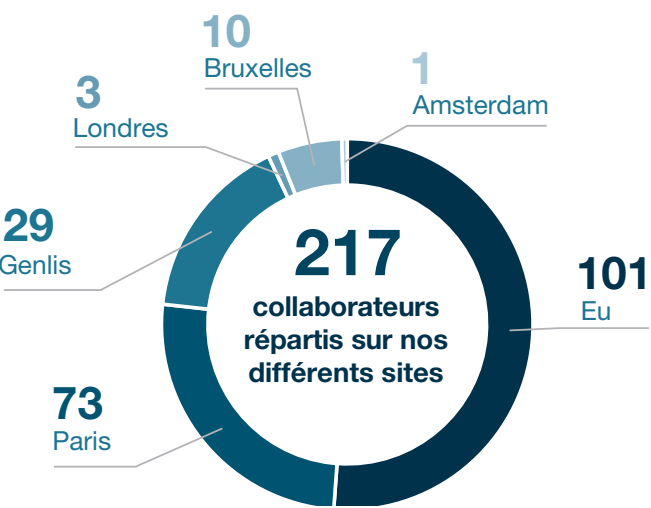 10
Bruxelles
1
Amsterdam
3
Londres
29
Genlis
217
collaborateurs
répartis sur nos
différents sites
101
Eu
73
Paris